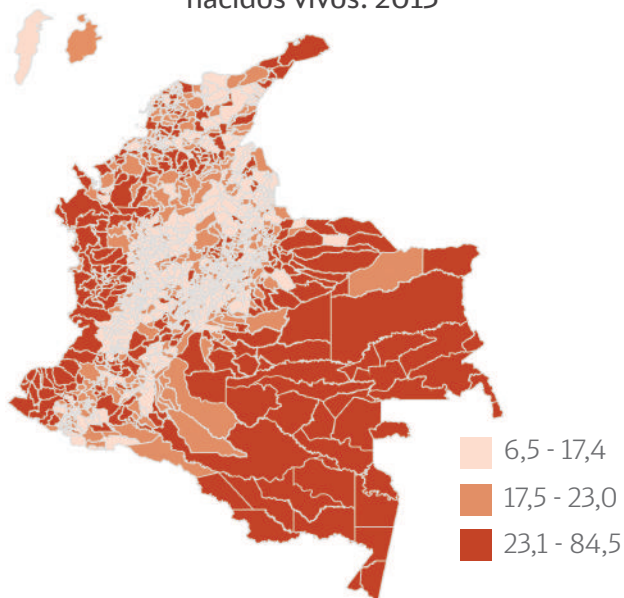 nacidos vivos. 2015
6,5 - 17,4
17,5 - 23,0
23,1 - 84,5